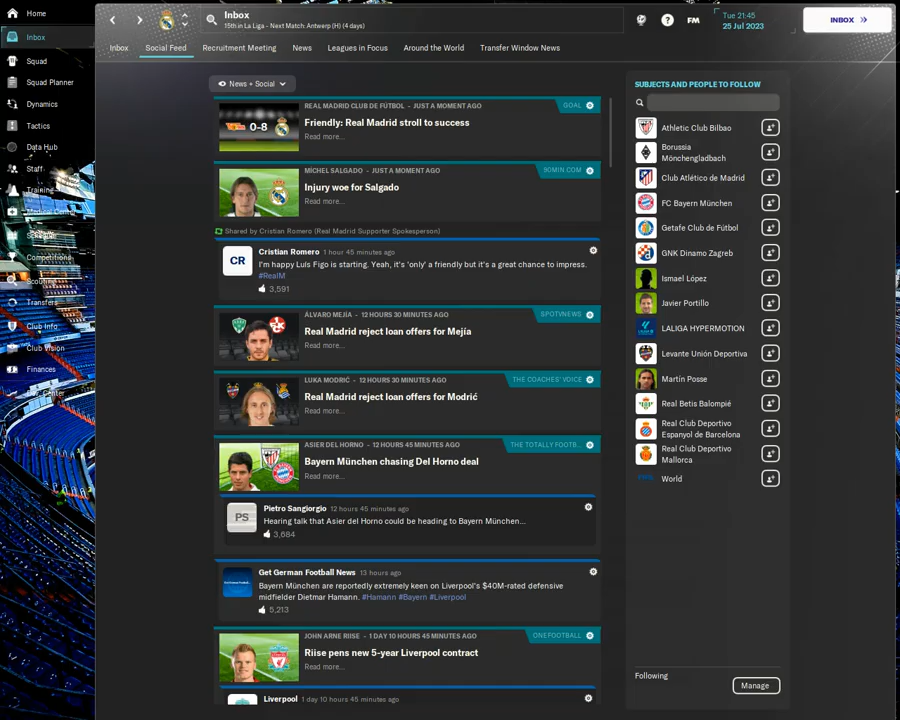 Home
Inbox
Squad
Squad Planner
Dynamics
Tactics
Data Hub
Staff
Training
Competitions
Scouting
Transfers
Club Info
Club Vision
Finances
Inbox
15th in La Liga - Next Match: Antwerp (H) (4 days)
?
FM
Tue 21:45
25 Jul 2023
INBOX
Inbox
Social Feed
Recruitment Meeting
News
Leagues in Focus
Around the World
Transfer Window News
News + Social
REAL MADRID CLUB DE FÚTBOL - JUST A MOMENT AGO
GOAL
0-8
Friendly: Real Madrid stroll to success
Read more...
MÍCHEL SALGADO - JUST A MOMENT AGO
90MIN.COM
Injury woe for Salgado
Read more...
Shared by Cristian Romero (Real Madrid Supporter Spokesperson)
CR
Cristian Romero 1 hour 45 minutes ago
I'm happy Luís Figo is starting. Yeah, it's 'only' a friendly but it's a great chance to impress.
#RealM
3,591
ÁLVARO MEJÍA - 12 HOURS 30 MINUTES AGO
SPOTVNEWS
Real Madrid reject loan offers for Mejía
Read more...
LUKA MODRIĆ - 12 HOURS 30 MINUTES AGO
THE COACHES' VOICE
Real Madrid reject loan offers for Modrić
Read more...
ASIER DEL HORNO - 12 HOURS 45 MINUTES AGO
THE TOTALLY FOOTB...
Bayern München chasing Del Horno deal
Read more...
PS
Pietro Sangiorgio 12 hours 45 minutes ago
Hearing talk that Asier del Horno could be heading to Bayern München...
3,684
Get German Football News 13 hours ago
Bayern München are reportedly extremely keen on Liverpool's $40M-rated defensive
midfielder Dietmar Hamann. #Hamann #Bayern #Liverpool
5,213
JOHN ARNE RIISE - 1 DAY 10 HOURS 45 MINUTES AGO
ONEFOOTBALL
Riise pens new 5-year Liverpool contract
Read more...
Liverpool 1 day 10 hours 45 minutes ago
SUBJECTS AND PEOPLE TO FOLLOW
Athletic Club Bilbao
Borussia
Mönchengladbach
Club Atlético de Madrid
FC Bayern München
Getafe Club de Fútbol
GNK Dinamo Zagreb
Ismael López
Javier Portillo
LALIGA HYPERMOTION
Levante Unión Deportiva
Martín Posse
Real Betis Balompié
Real Club Deportivo
Espanyol de Barcelona
Real Club Deportivo
Mallorca
World
Following
Manage